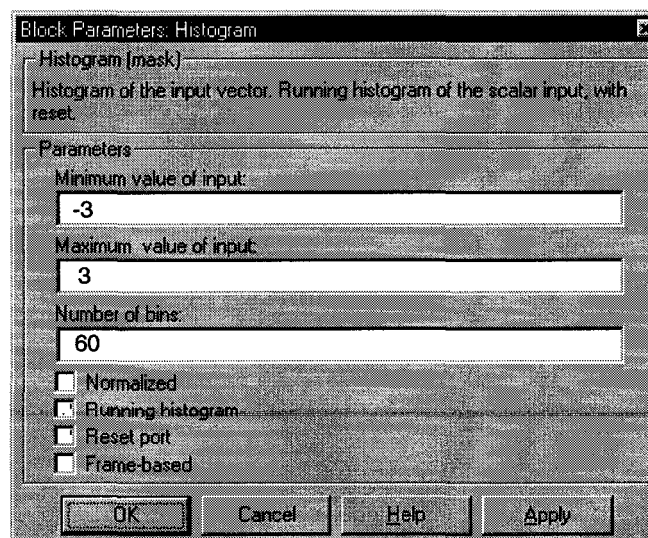 Block Parameters: Histogram
Histogram (mask)
Histogram of the input vector. Running histogram of the scalar input, with
reset.
Parameters
Minimum value of input:
-3
Maximum value of input:
3
Number of bins:
60
Normalized
Running histogram
Reset port
Frame-based
OK
Cancel
Help
Apply